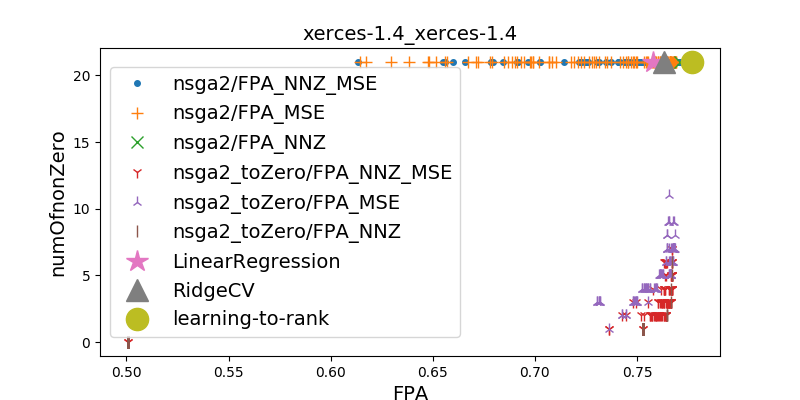 xerces-1.4_xerces-1.4
numOfnonZero
20
15
10
5
0
nsga2/FPA_NNZ_MSE
nsga2/FPA_MSE
nsga2/FPA_NNZ
nsga2_toZero/FPA_NNZ_MSE
nsga2_toZero/FPA_MSE
nsga2_toZero/FPA_NNZ
LinearRegression
RidgeCV
learning-to-rank
0.50 0.55 0.60 0.65 0.70 0.75
FPA